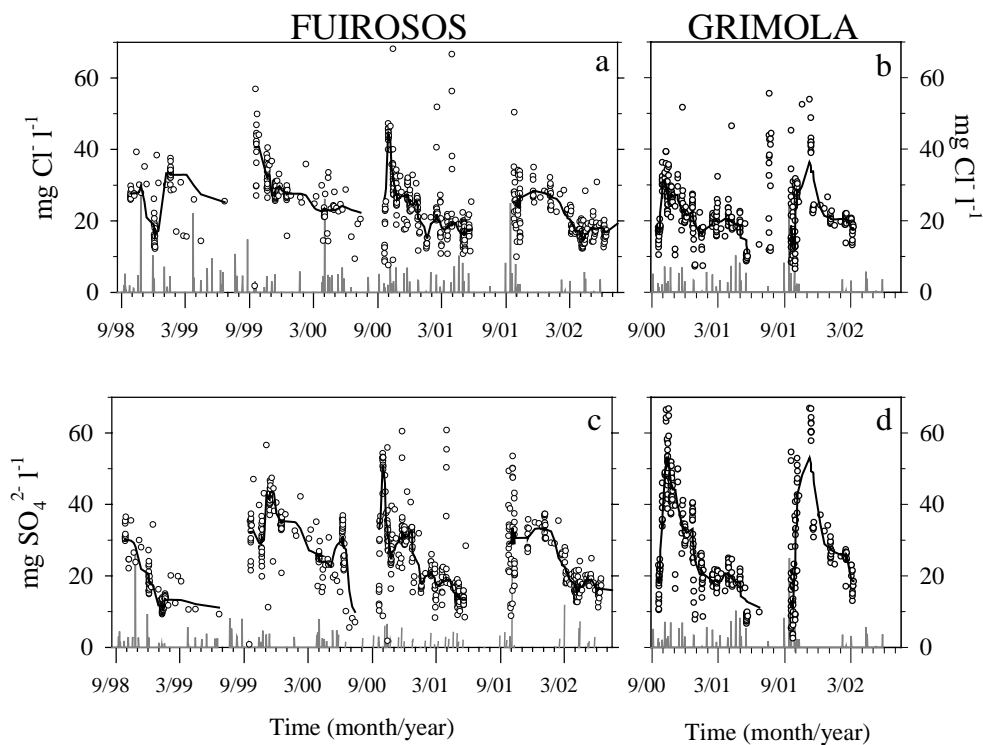 FUIROSOS GRIMOLA
a b
60 60
40 40
20 20
0 0
mg Cl⁻ l⁻¹
mg Cl⁻ l⁻¹
9/98 3/99 9/99 3/00 9/00 3/01 9/01 3/02 9/00 3/01 9/01 3/02
c d
60 60
40 40
20 20
0 0
mg SO₄²⁻ l⁻¹
9/98 3/99 9/99 3/00 9/00 3/01 9/01 3/02 9/00 3/01 9/01 3/02
Time (month/year) Time (month/year)